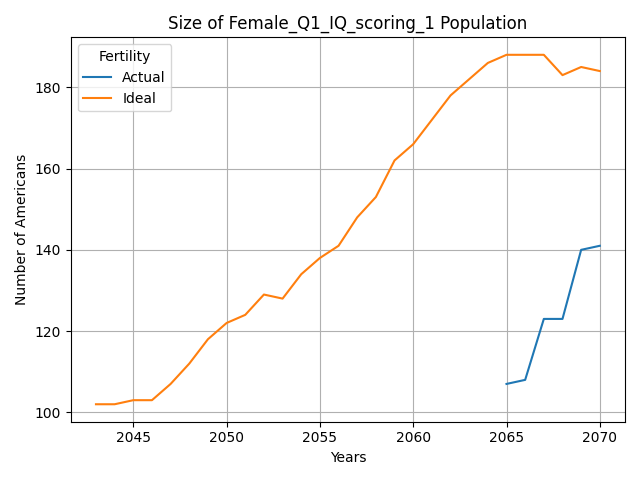 Size of Female_Q1_IQ_scoring_1 Population
Fertility
Actual
Ideal
Number of Americans
180
160
140
120
100
2045
2050
2055
2060
2065
2070
Years